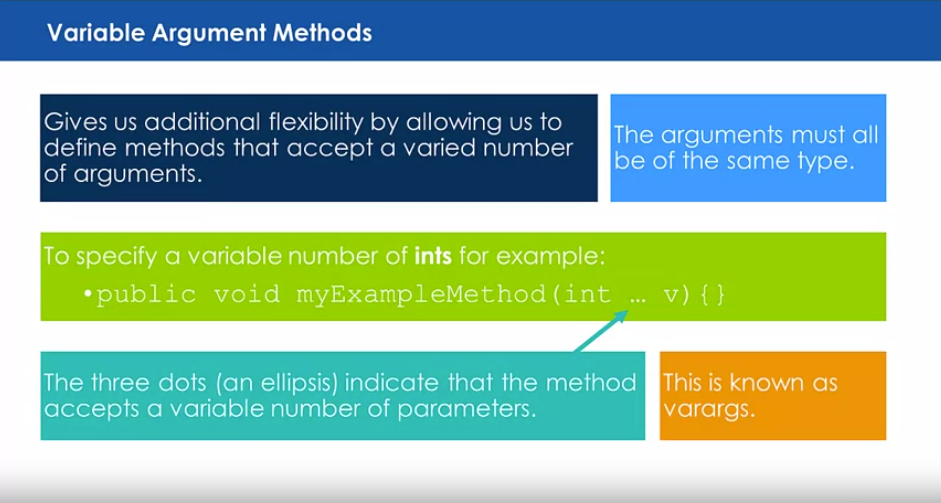 Variable Argument Methods
Gives us additional flexibility by allowing us to
define methods that accept a varied number
of arguments.
The arguments must all
be of the same type.
To specify a variable number of ints for example:
•public void myExampleMethod(int … v){}
The three dots (an ellipsis) indicate that the method
accepts a variable number of parameters.
This is known as
varargs.